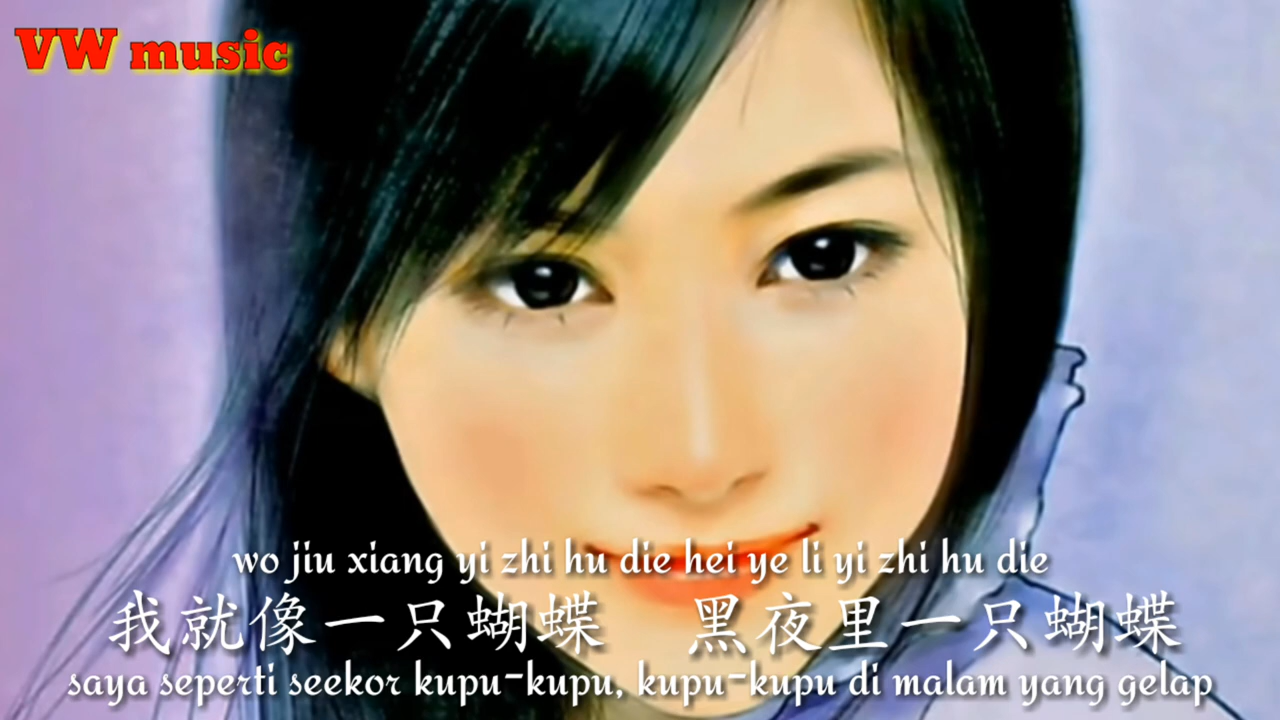 VW music
wo jiu xiang yi zhi hu die hei ye li yi zhi hu die
我就像一只蝴蝶 黑夜里一只蝴蝶
saya seperti seekor kupu-kupu, kupu-kupu di malam yang gelap